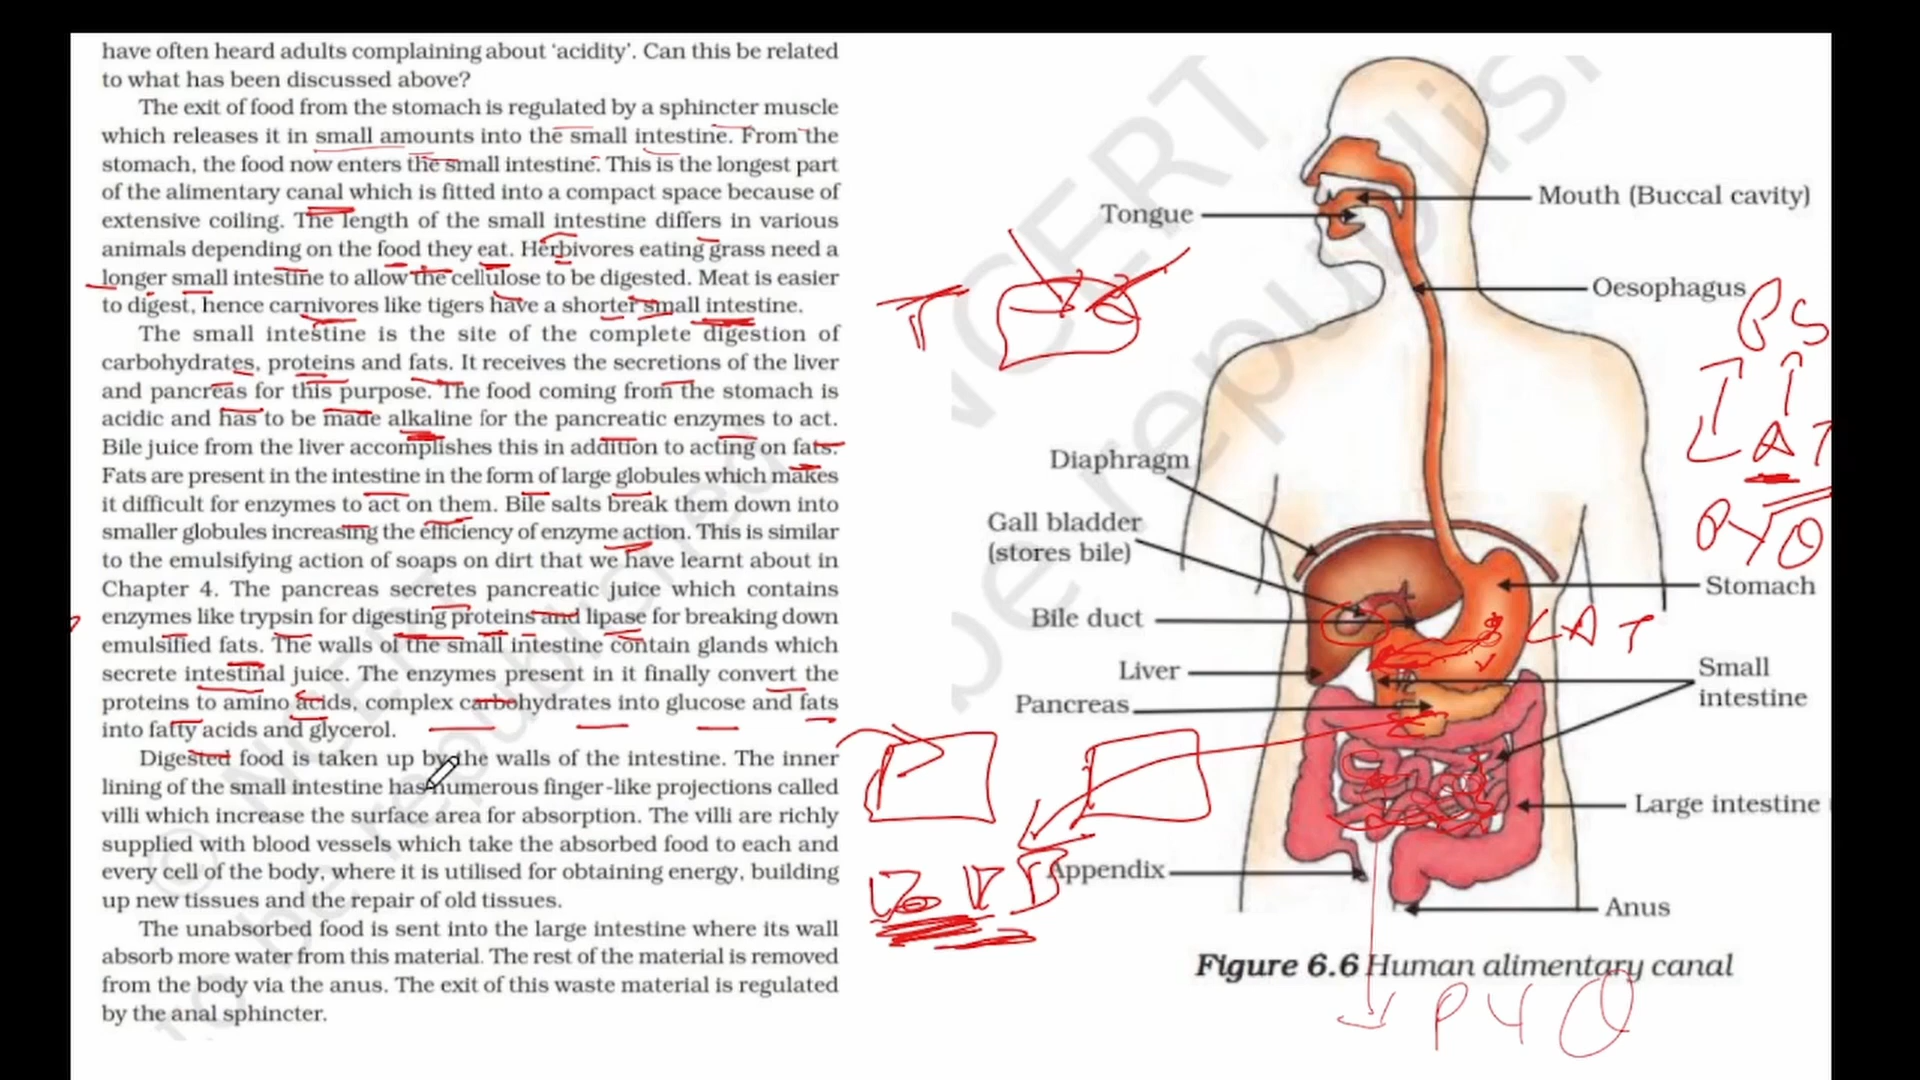 have often heard adults complaining about ‘acidity’. Can this be related
to what has been discussed above?
The exit of food from the stomach is regulated by a sphincter muscle
which releases it in small amounts into the small intestine. From the
stomach, the food now enters the small intestine. This is the longest part
of the alimentary canal which is fitted into a compact space because of
extensive coiling. The length of the small intestine differs in various
animals depending on the food they eat. Herbivores eating grass need a
longer small intestine to allow the cellulose to be digested. Meat is easier
to digest, hence carnivores like tigers have a shorter small intestine.
The small intestine is the site of the complete digestion of
carbohydrates, proteins and fats. It receives the secretions of the liver
and pancreas for this purpose. The food coming from the stomach is
acidic and has to be made alkaline for the pancreatic enzymes to act.
Bile juice from the liver accomplishes this in addition to acting on fats.
Fats are present in the intestine in the form of large globules which makes
it difficult for enzymes to act on them. Bile salts break them down into
smaller globules increasing the efficiency of enzyme action. This is similar
to the emulsifying action of soaps on dirt that we have learnt about in
Chapter 4. The pancreas secretes pancreatic juice which contains
enzymes like trypsin for digesting proteins and lipase for breaking down
emulsified fats. The walls of the small intestine contain glands which
secrete intestinal juice. The enzymes present in it finally convert the
proteins to amino acids, complex carbohydrates into glucose and fats
into fatty acids and glycerol.
Digested food is taken up by the walls of the intestine. The inner
lining of the small intestine has numerous finger-like projections called
villi which increase the surface area for absorption. The villi are richly
supplied with blood vessels which take the absorbed food to each and
every cell of the body, where it is utilised for obtaining energy, building
up new tissues and the repair of old tissues.
The unabsorbed food is sent into the large intestine where its wall
absorb more water from this material. The rest of the material is removed
from the body via the anus. The exit of this waste material is regulated
by the anal sphincter.
Mouth (Buccal cavity)
Tongue
Oesophagus
Diaphragm
Gall bladder
(stores bile)
Stomach
Bile duct
LAT
Liver
Small
intestine
Pancreas
Large intestine
Appendix
Anus
Figure 6.6 Human alimentary canal